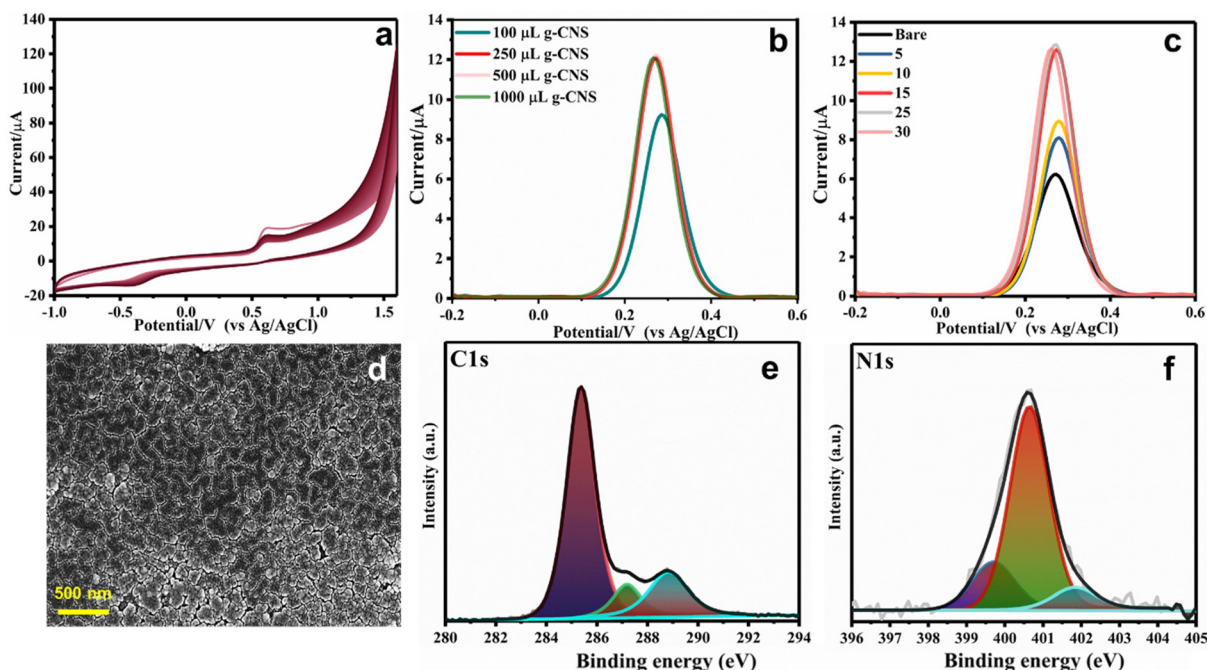 a
140
120
100
80
60
40
20
0
-20
Current/µA
-1.0 -0.5 0.0 0.5 1.0 1.5
Potential/V (vs Ag/AgCl)
b
100 µL g-CNS
250 µL g-CNS
500 µL g-CNS
1000 µL g-CNS
14
12
10
8
6
4
2
0
Current/µA
-0.2 0.0 0.2 0.4 0.6
Potential/V (vs Ag/AgCl)
c
Bare
5
10
15
25
30
14
12
10
8
6
4
2
0
Current/µA
-0.2 0.0 0.2 0.4 0.6
Potential/V (vs Ag/AgCl)
d
500 nm
C1s
e
Intensity (a.u.)
280 282 284 286 288 290 292 294
Binding energy (eV)
N1s
f
Intensity (a.u.)
396 397 398 399 400 401 402 403 404 405
Binding energy (eV)